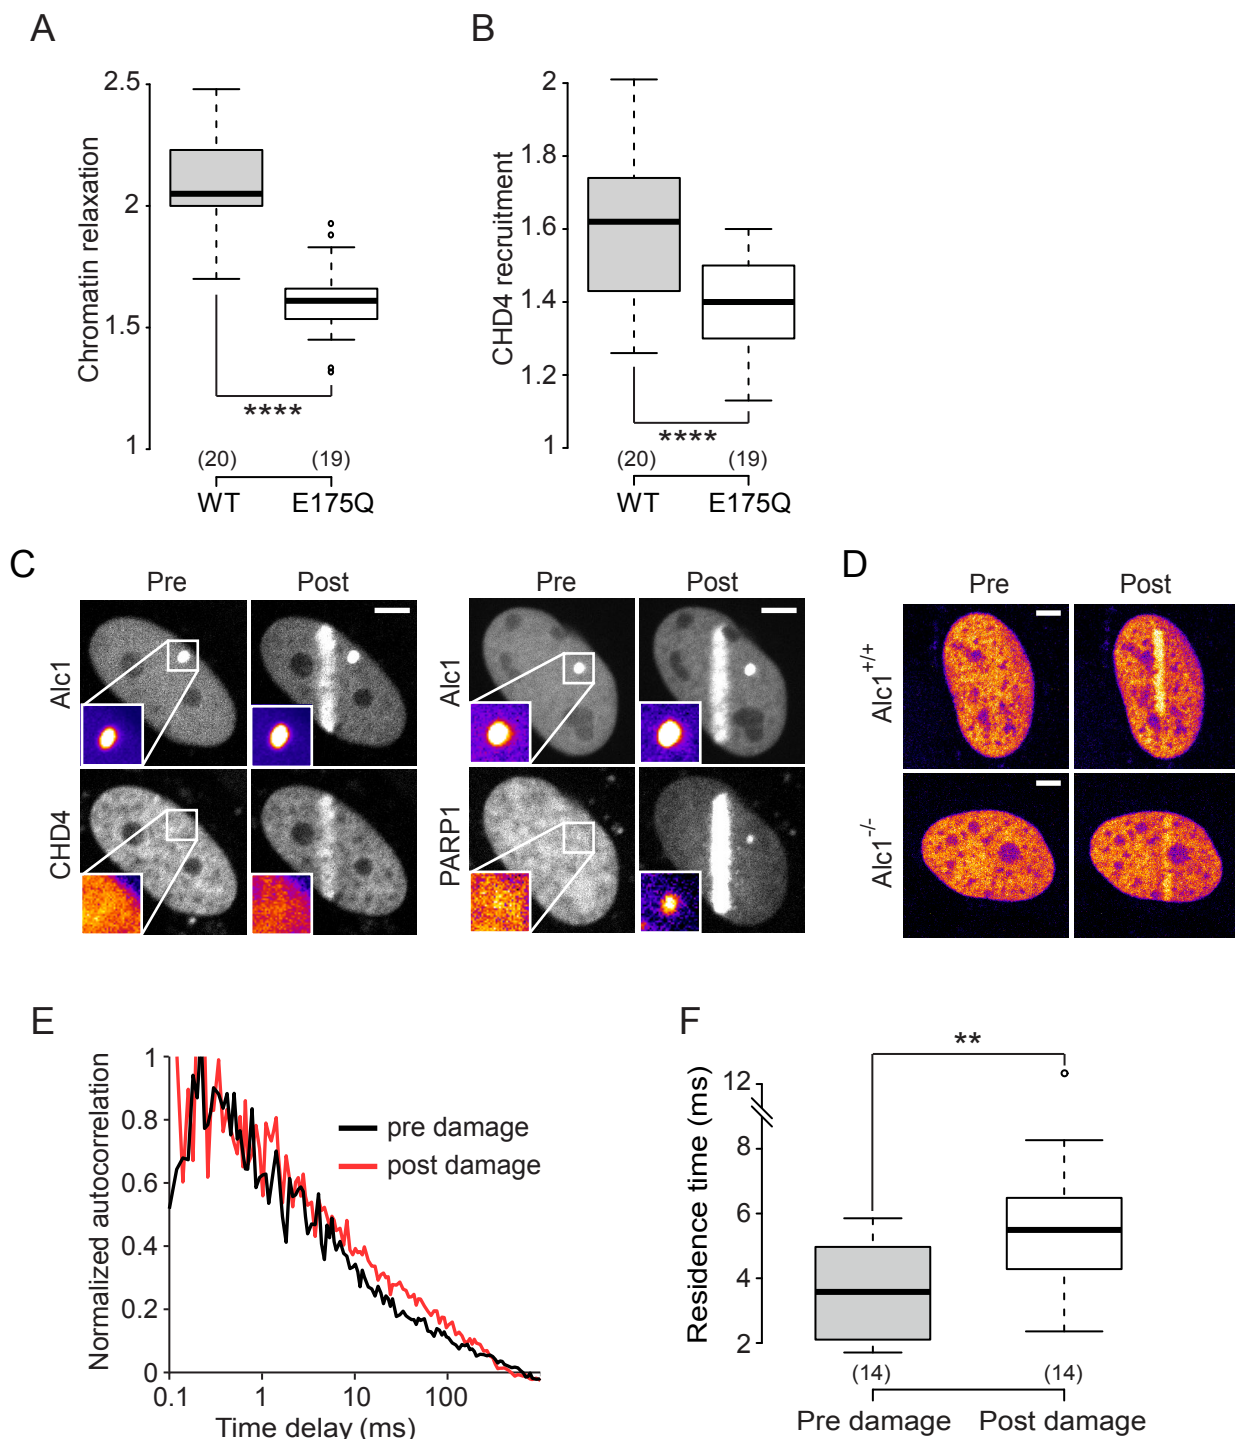 A
Chromatin relaxation
2.5
2
1.5
1
****
(20) (19)
WT E175Q
B
CHD4 recruitment
2
1.8
1.6
1.4
1.2
1
****
(20) (19)
WT E175Q
C
Pre Post
Alc1
CHD4
Pre Post
Alc1
PARP1
D
Pre Post
Alc1+/+
Alc1-/-
E
Normalized autocorrelation
1
0.8
0.6
0.4
0.2
0
pre damage
post damage
0.1 1 10 100
Time delay (ms)
F
Residence time (ms)
12
8
6
4
2
**
(14) (14)
Pre damage Post damage